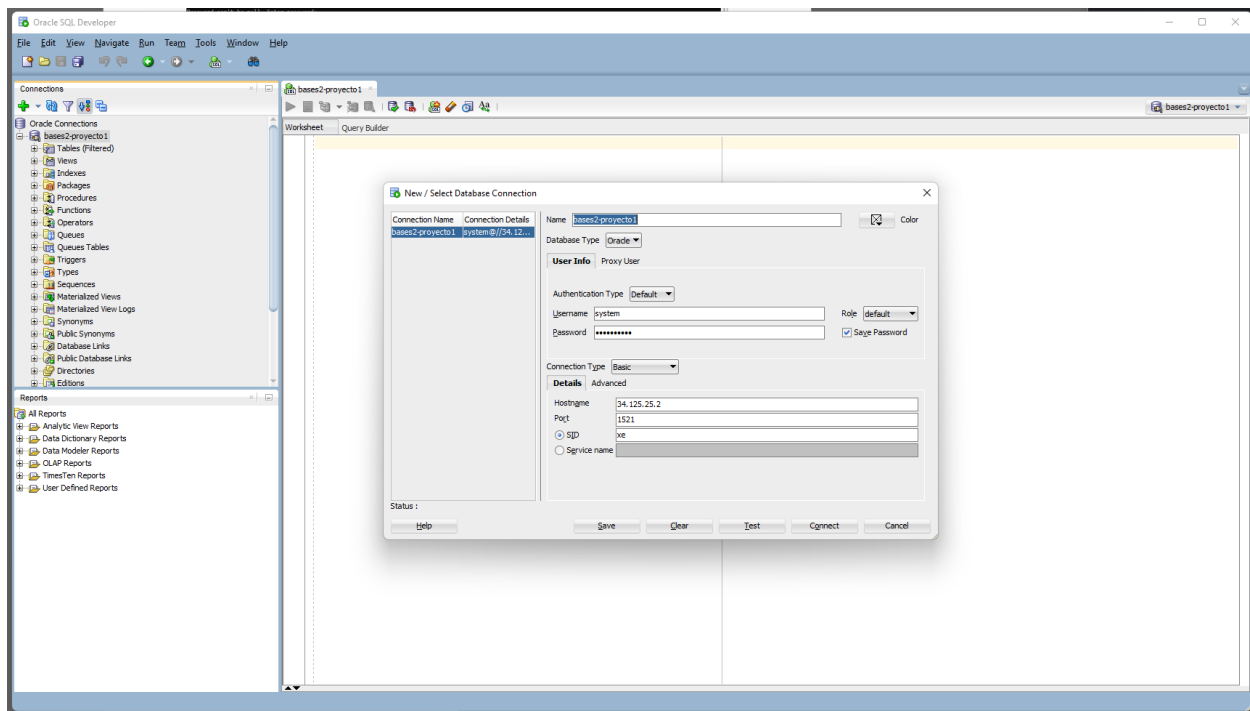 Oracle SQL Developer
File Edit View Navigate Run Team Tools Window Help
Connections
Oracle Connections
bases2-proyecto1
Tables (Filtered)
Views
Indexes
Packages
Procedures
Functions
Operators
Queues
Queues Tables
Triggers
Types
Sequences
Materialized Views
Materialized View Logs
Synonyms
Public Synonyms
Database Links
Public Database Links
Directories
Editions
Reports
All Reports
Analytic View Reports
Data Dictionary Reports
Data Modeler Reports
OLAP Reports
TimesTen Reports
User Defined Reports
bases2-proyecto1
bases2-proyecto1
Worksheet Query Builder
New / Select Database Connection
Connection Name Connection Details
bases2-proyecto1 system@//34.12...
Name bases2-proyecto1 Color
Database Type Oracle
User Info Proxy User
Authentication Type Default
Username system Role default
Password •••••••••• Save Password
Connection Type Basic
Details Advanced
Hostname 34.125.25.2
Port 1521
SID xe
Service name
Status :
Help Save Clear Test Connect Cancel